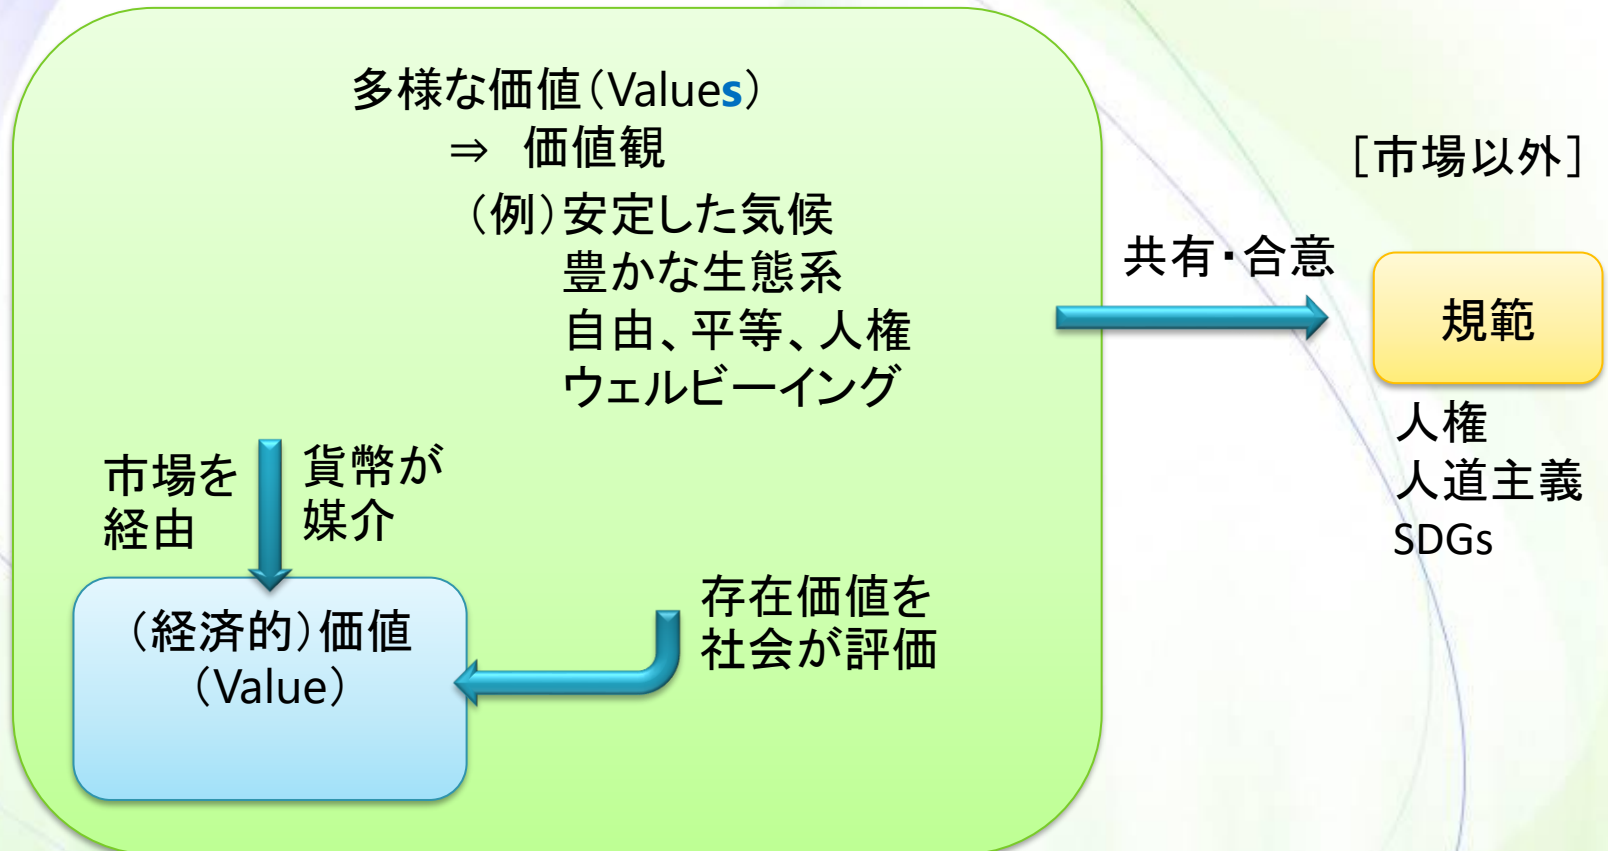 多様な価値（Values）
⇒ 価値観
（例）安定した気候
豊かな生態系
自由、平等、人権
ウェルビーイング
［市場以外］
共有・合意
規範
人権
人道主義
SDGs
市場を
経由
貨幣が
媒介
（経済的）価値
（Value）
存在価値を
社会が評価